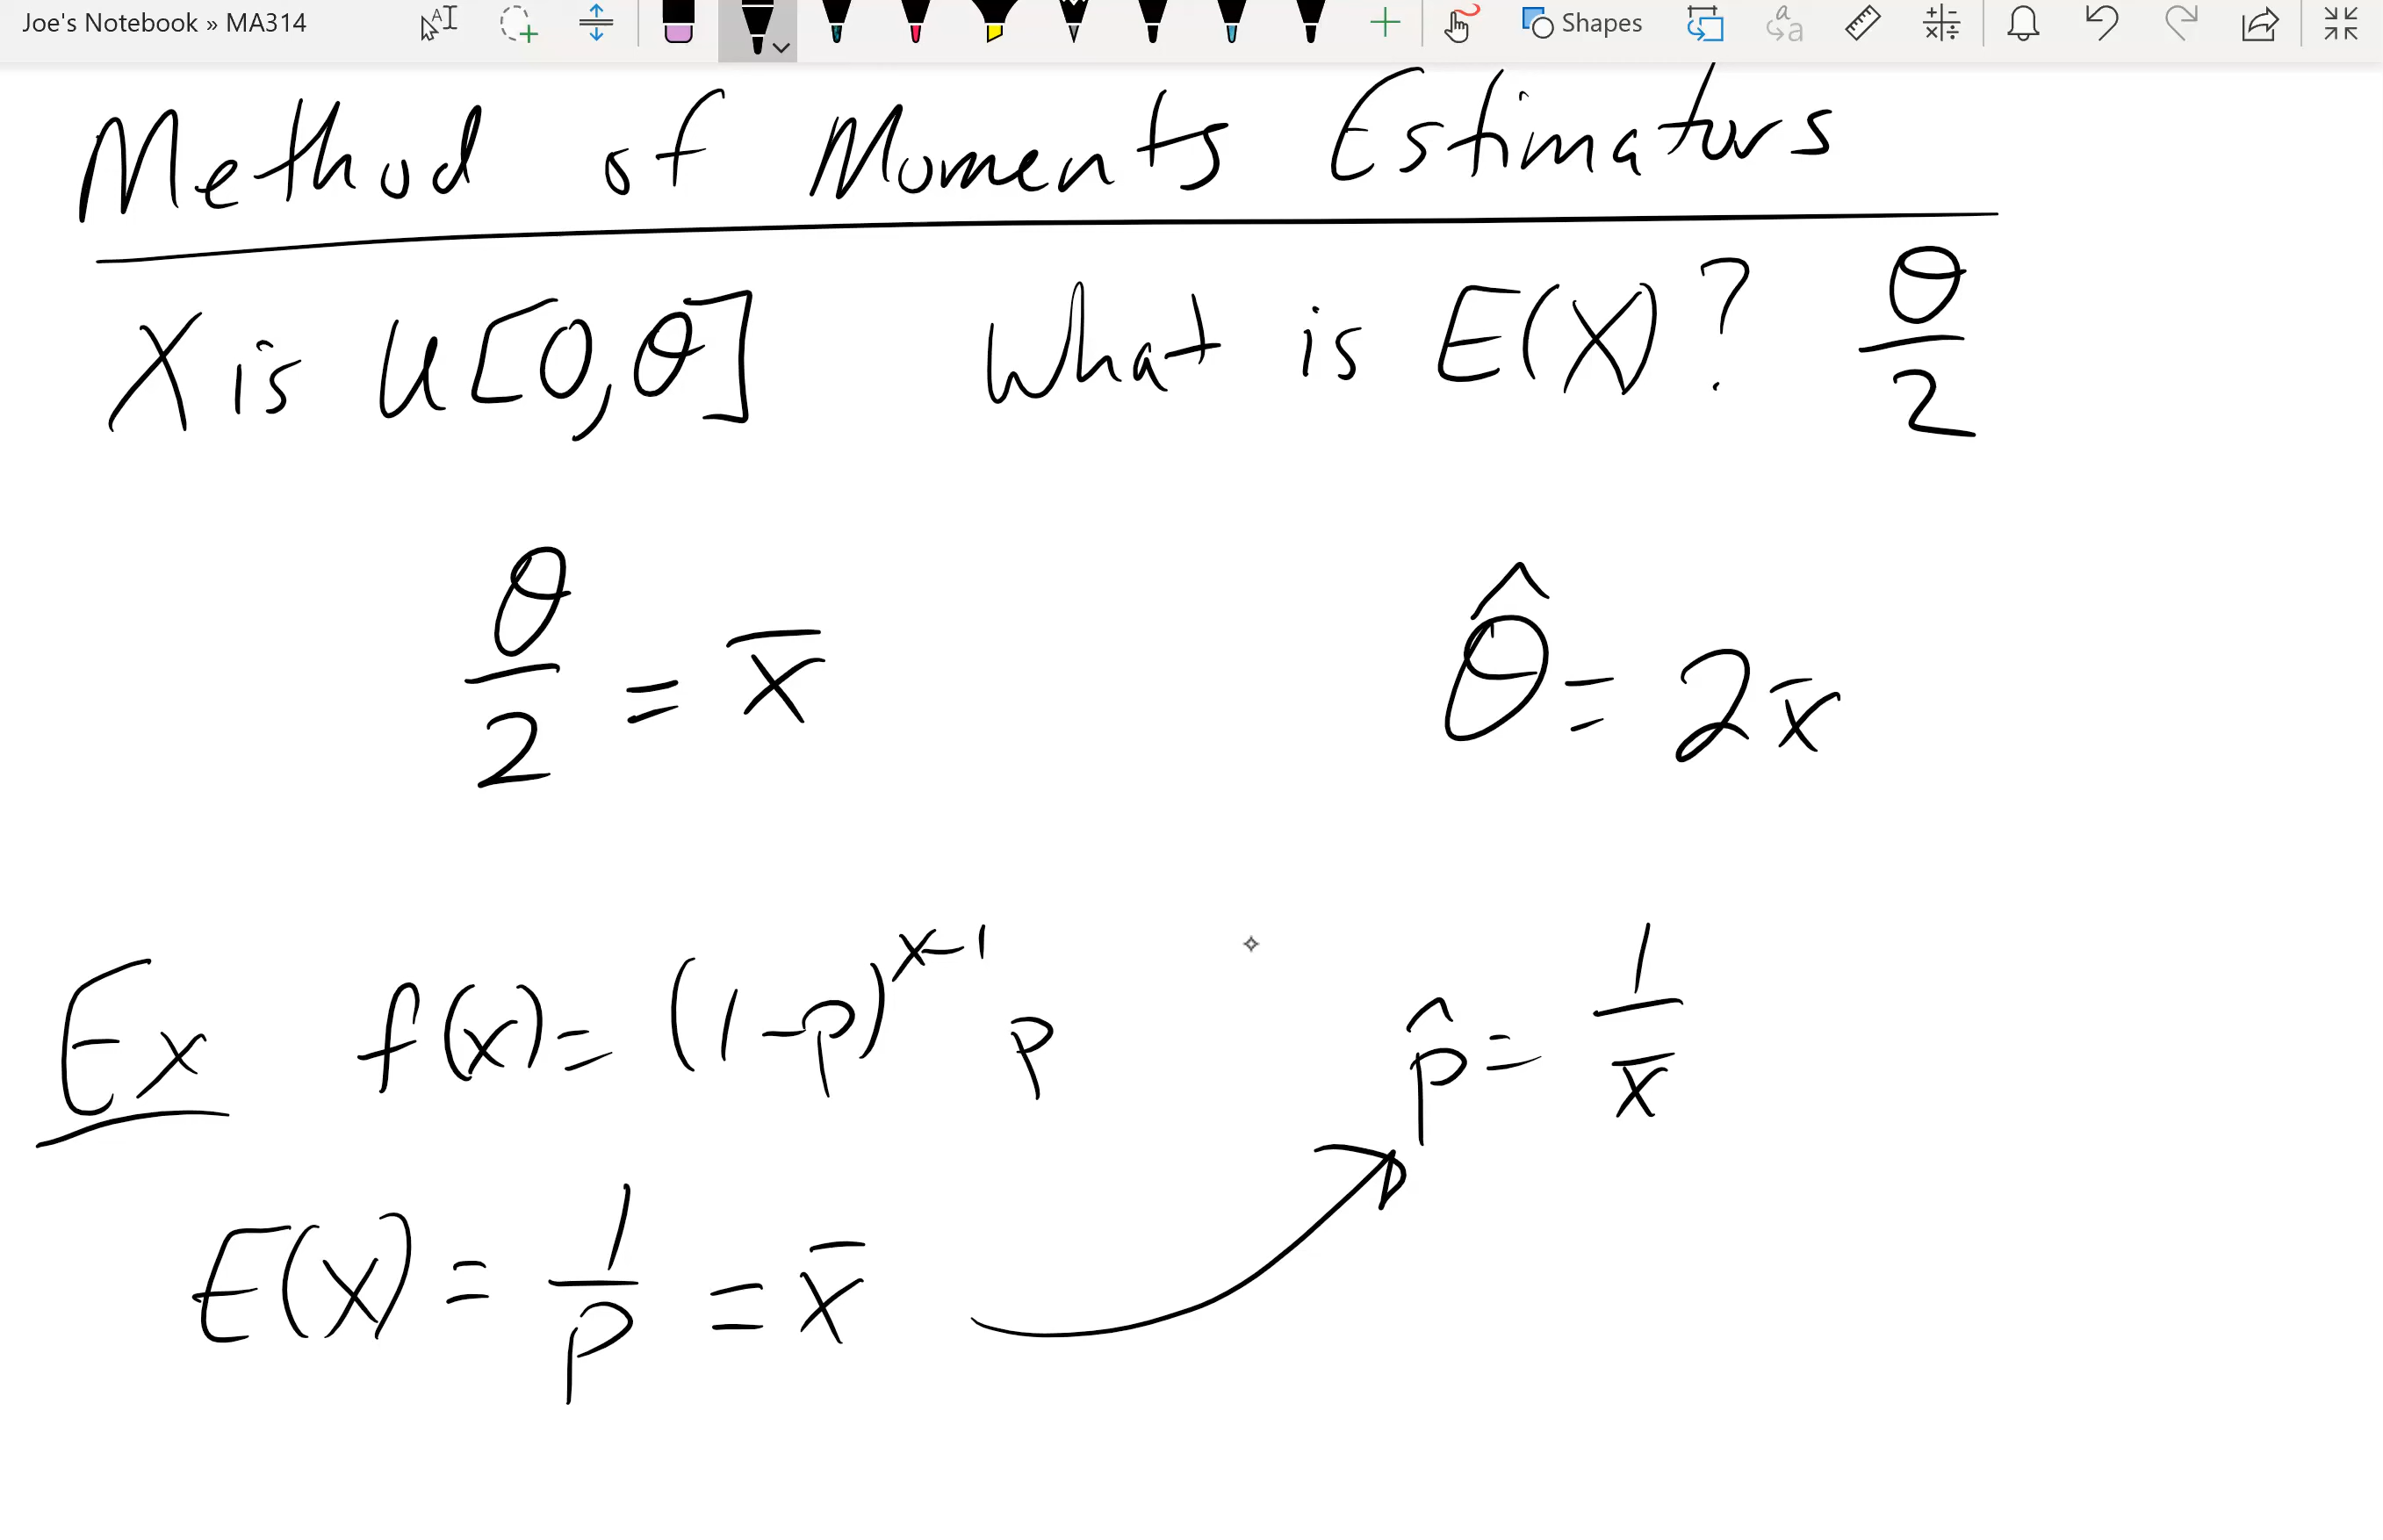 Joe's Notebook » MA314 Shapes
Method of Moments Estimators
X is U[0,θ] What is E(X)? θ/2
θ/2 = x̄ θ̂ = 2x̄
Ex f(x) = (1-p)^(x-1) p p̂ = 1/x̄
E(X) = 1/p = x̄